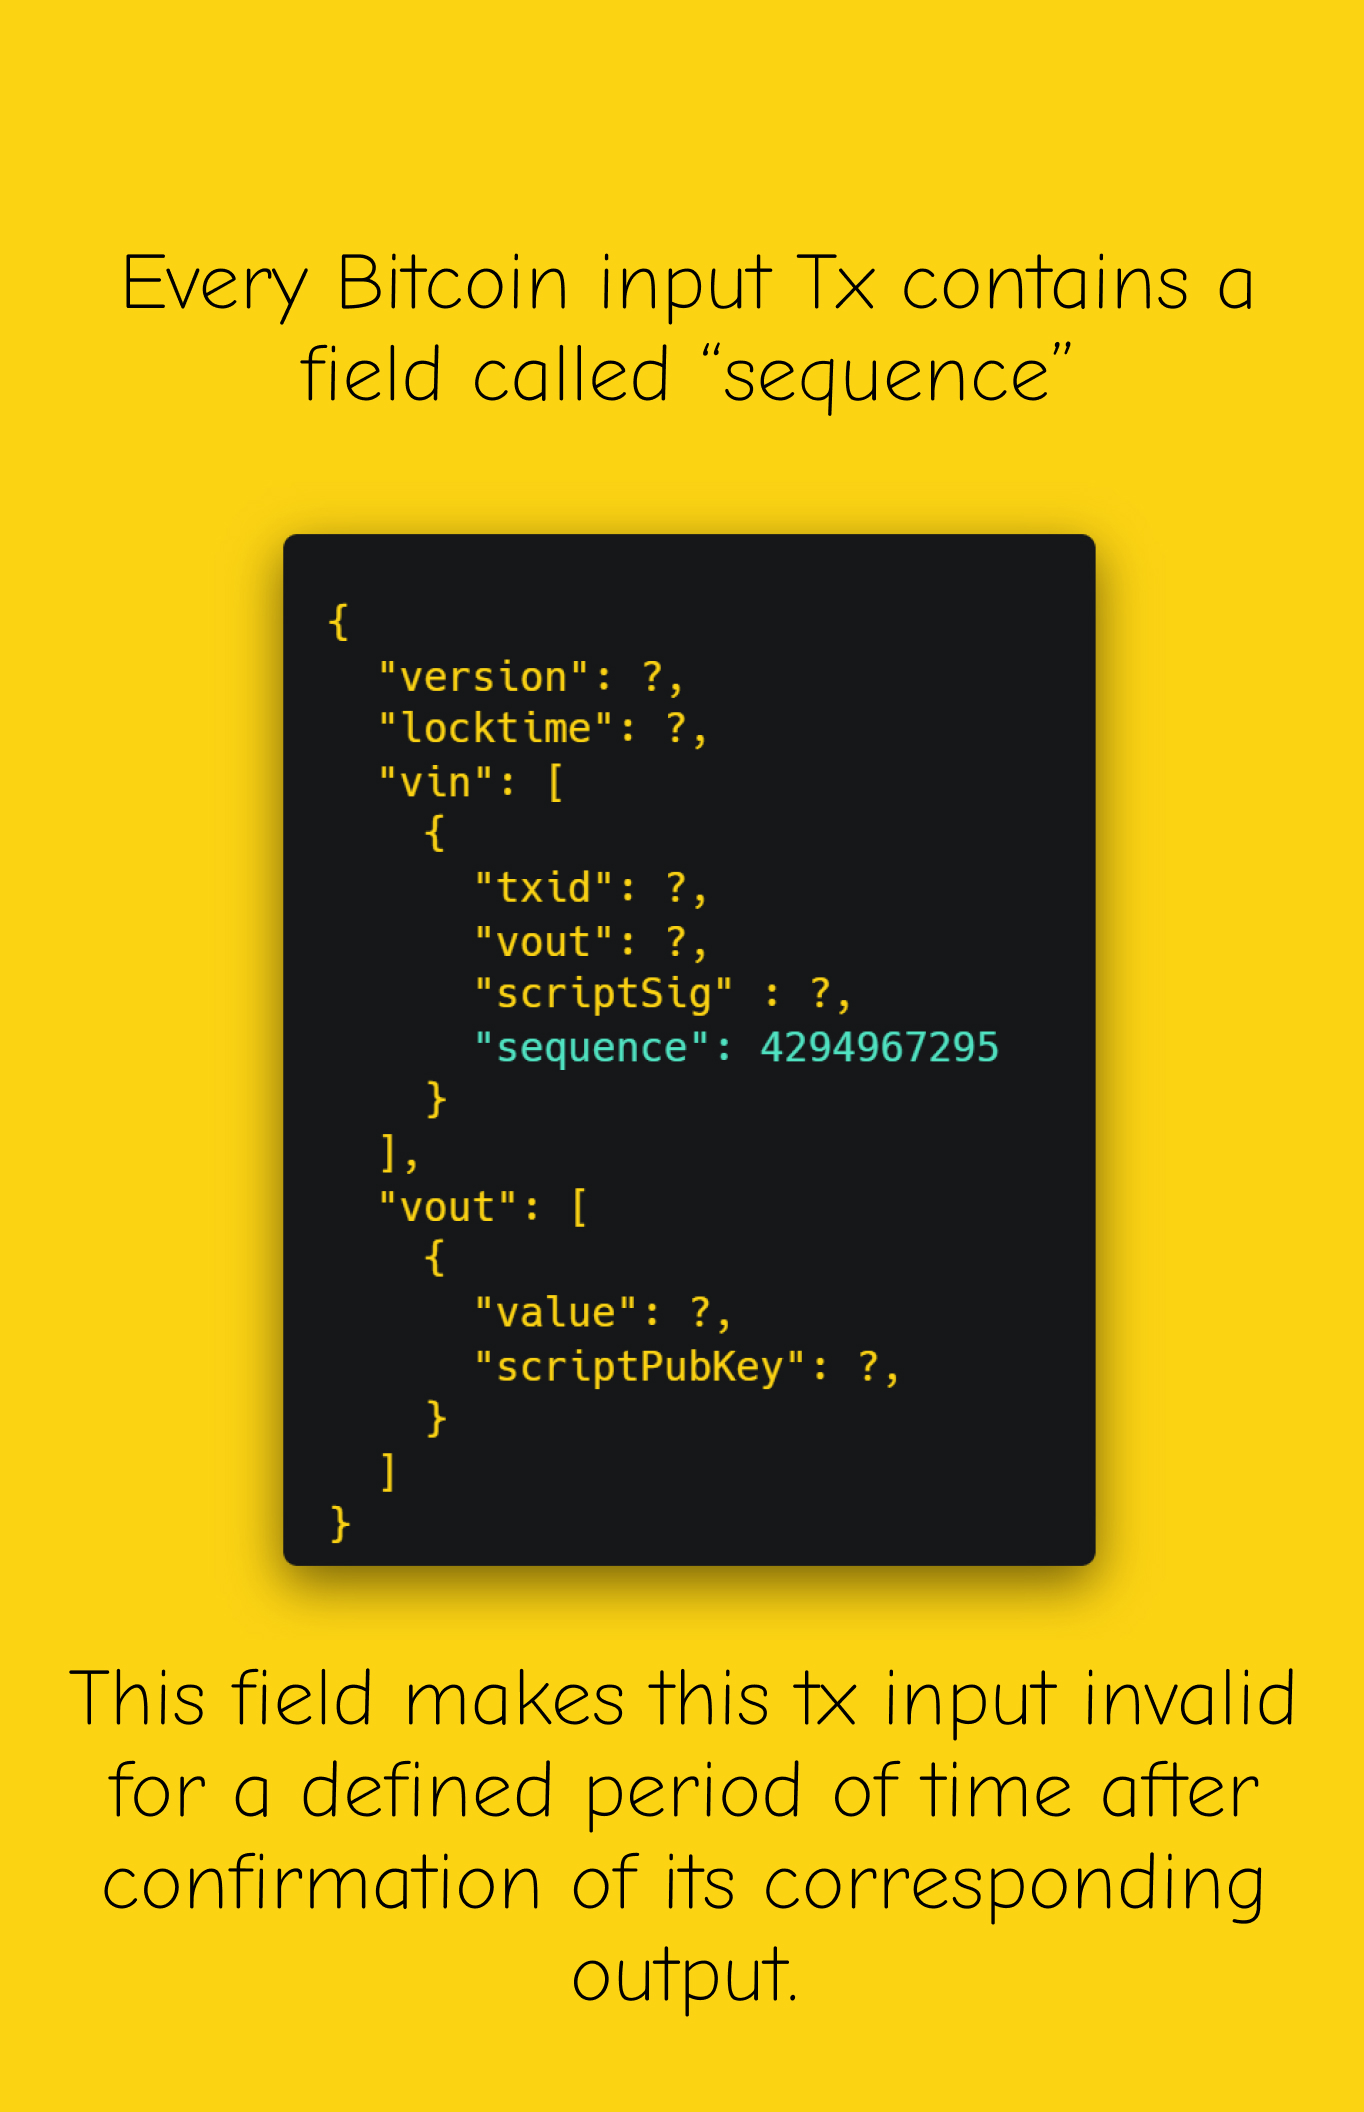 Every Bitcoin input Tx contains a
field called “sequence”
{
"version": ?,
"locktime": ?,
"vin": [
{
"txid": ?,
"vout": ?,
"scriptSig" : ?,
"sequence": 4294967295
}
],
"vout": [
{
"value": ?,
"scriptPubKey": ?,
}
]
}
This field makes this tx input invalid
for a defined period of time after
confirmation of its corresponding
output.